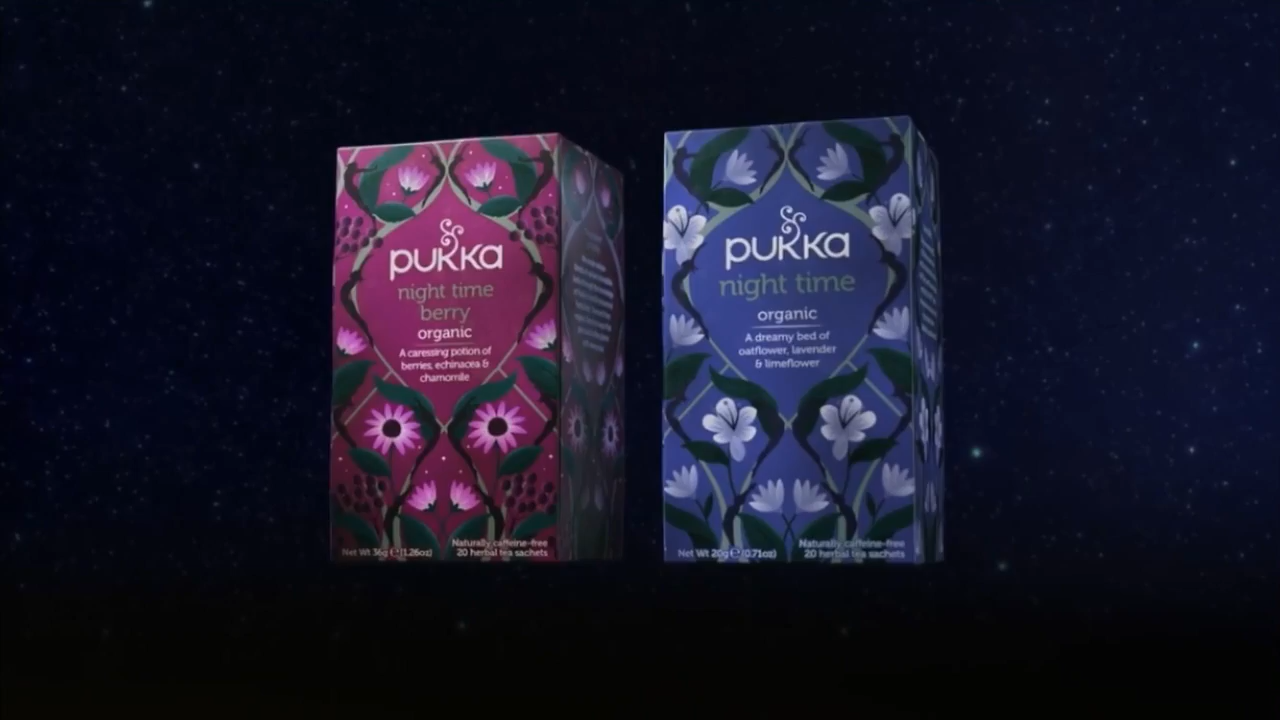 pukka
night time
berry
organic
A caressing potion of
berries, echinacea &
chamomile
Net Wt 36g ℮ (1.26oz)
Naturally caffeine-free
20 herbal tea sachets
pukka
night time
organic
A dreamy bed of
oatflower, lavender
& limeflower
Net Wt 20g ℮ (0.71oz)
Naturally caffeine-free
20 herbal tea sachets